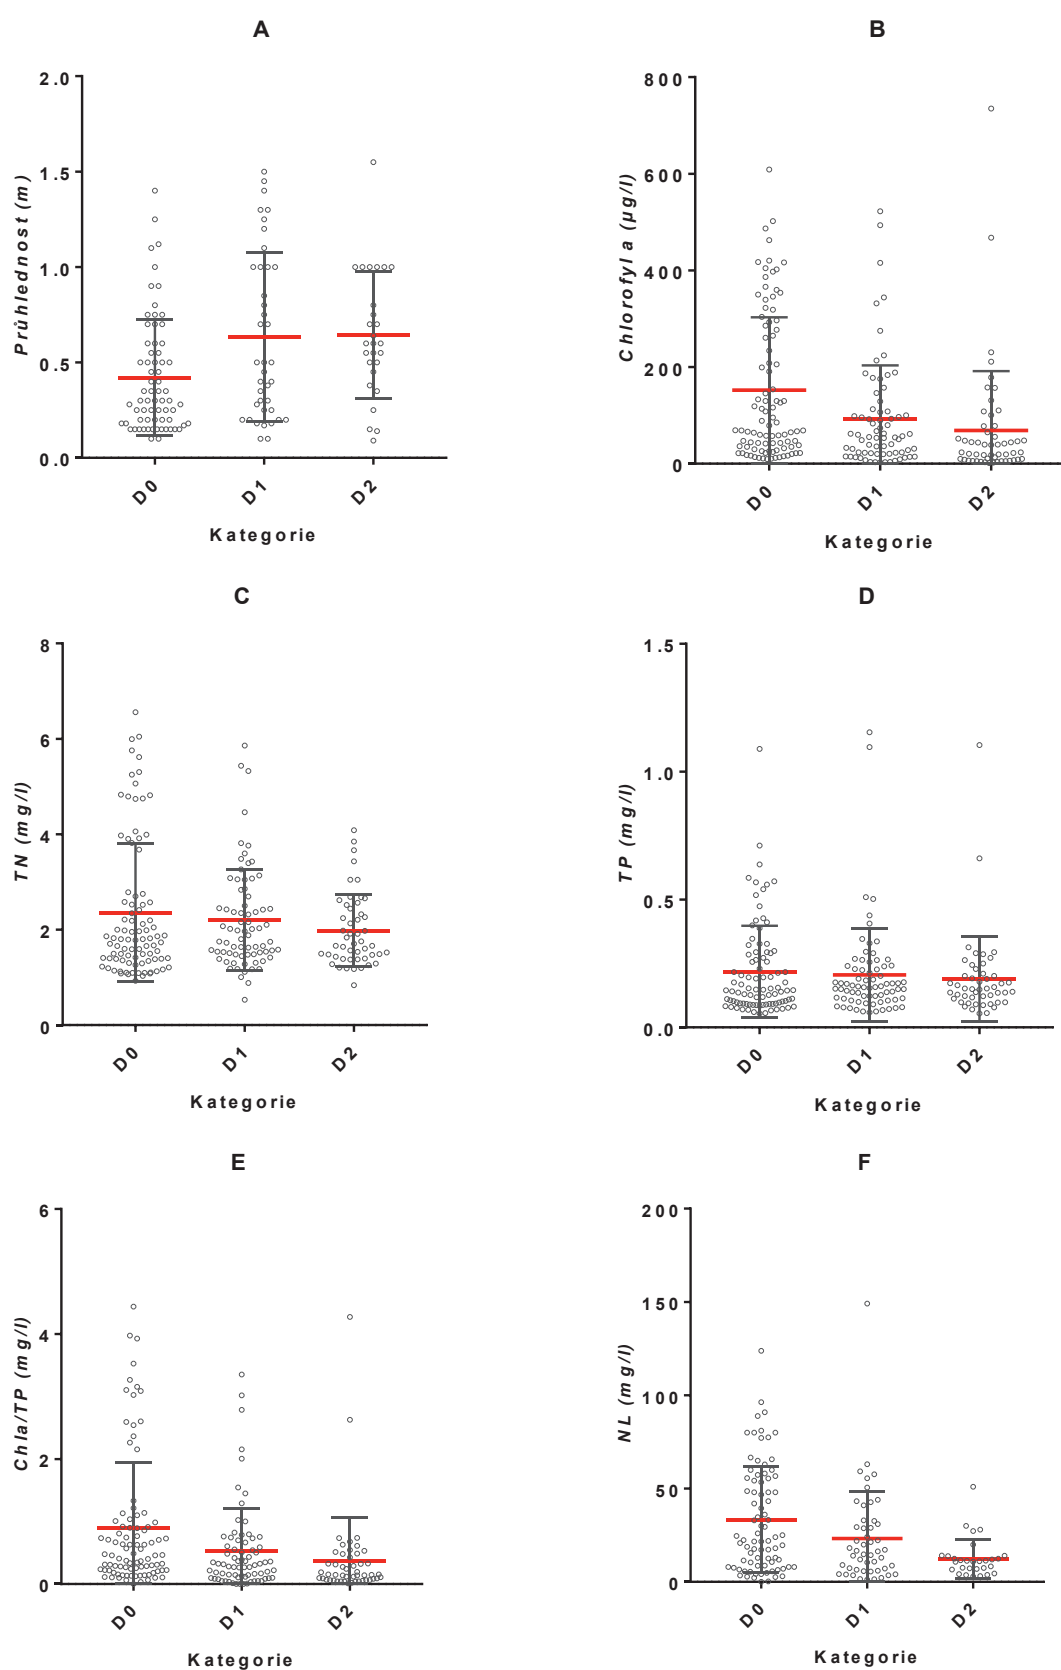 A
2.0
1.5
1.0
0.5
0.0
Průhlednost (m)
D0 D1 D2
Kategorie
B
800
600
400
200
0
Chlorofyl a (µg/l)
D0 D1 D2
Kategorie
C
8
6
4
2
0
TN (mg/l)
D0 D1 D2
Kategorie
D
1.5
1.0
0.5
0.0
TP (mg/l)
D0 D1 D2
Kategorie
E
6
4
2
0
Chla/TP (mg/l)
D0 D1 D2
Kategorie
F
200
150
100
50
0
NL (mg/l)
D0 D1 D2
Kategorie